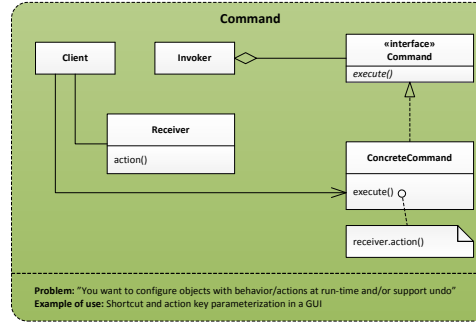 Command
Client
Invoker
«interface»
Command
execute()
Receiver
action()
ConcreteCommand
execute()
receiver.action()
Problem: "You want to configure objects with behavior/actions at run-time and/or support undo"
Example of use: Shortcut and action key parameterization in a GUI